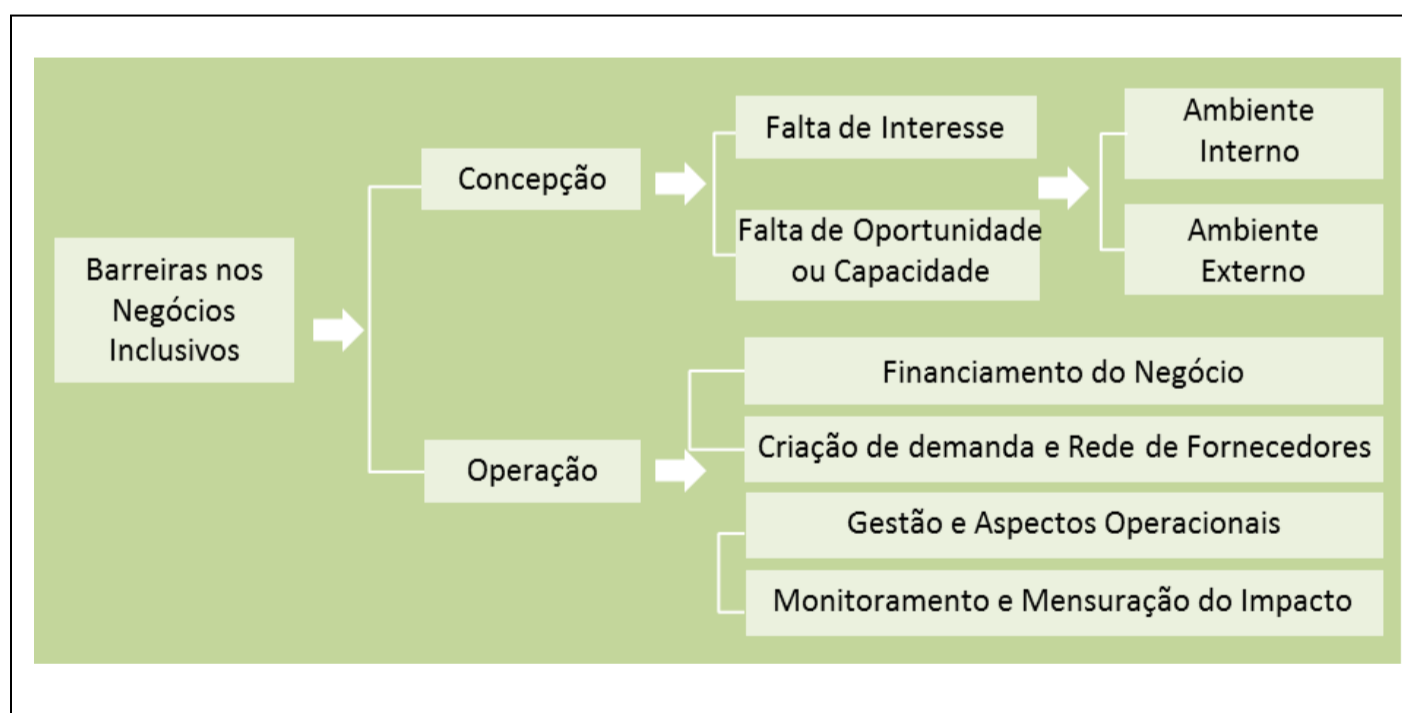 Barreiras nos
Negócios
Inclusivos
Concepção
Falta de Interesse
Falta de Oportunidade
ou Capacidade
Ambiente
Interno
Ambiente
Externo
Operação
Financiamento do Negócio
Criação de demanda e Rede de Fornecedores
Gestão e Aspectos Operacionais
Monitoramento e Mensuração do Impacto